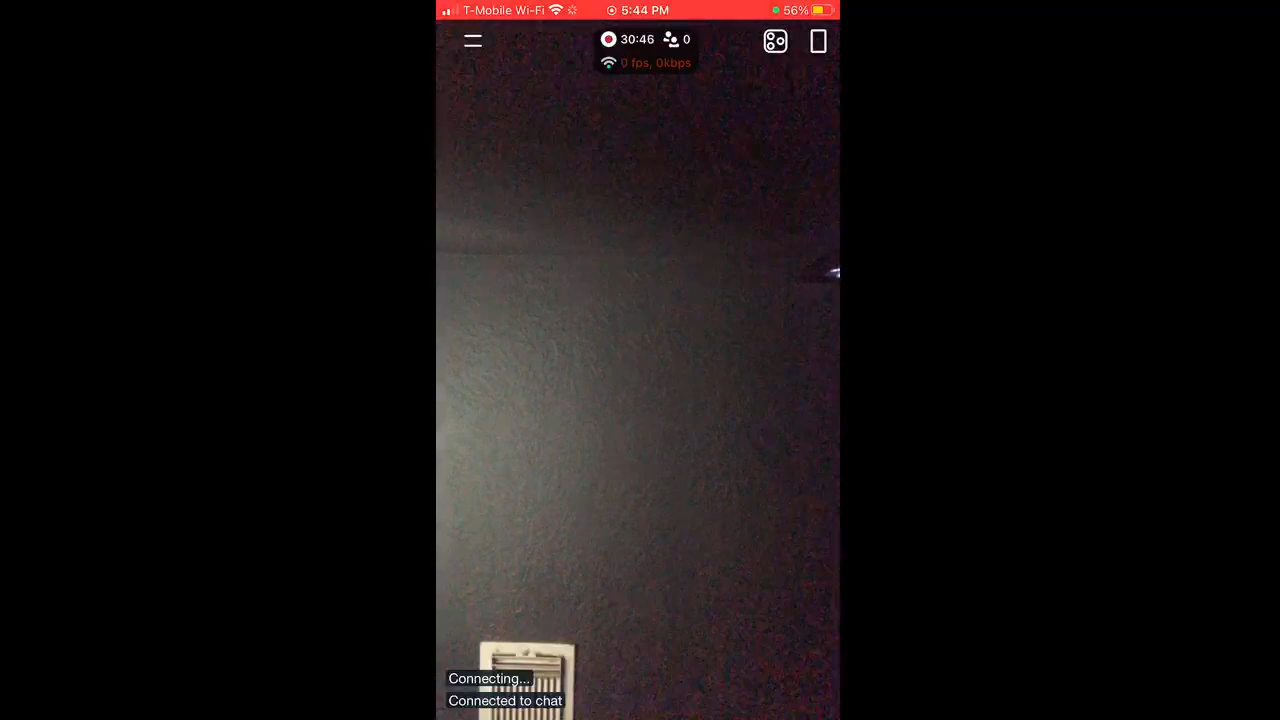 T-Mobile Wi-Fi 5:44 PM 56%
30:46 0
0 fps, 0kbps
Connecting...
Connected to chat